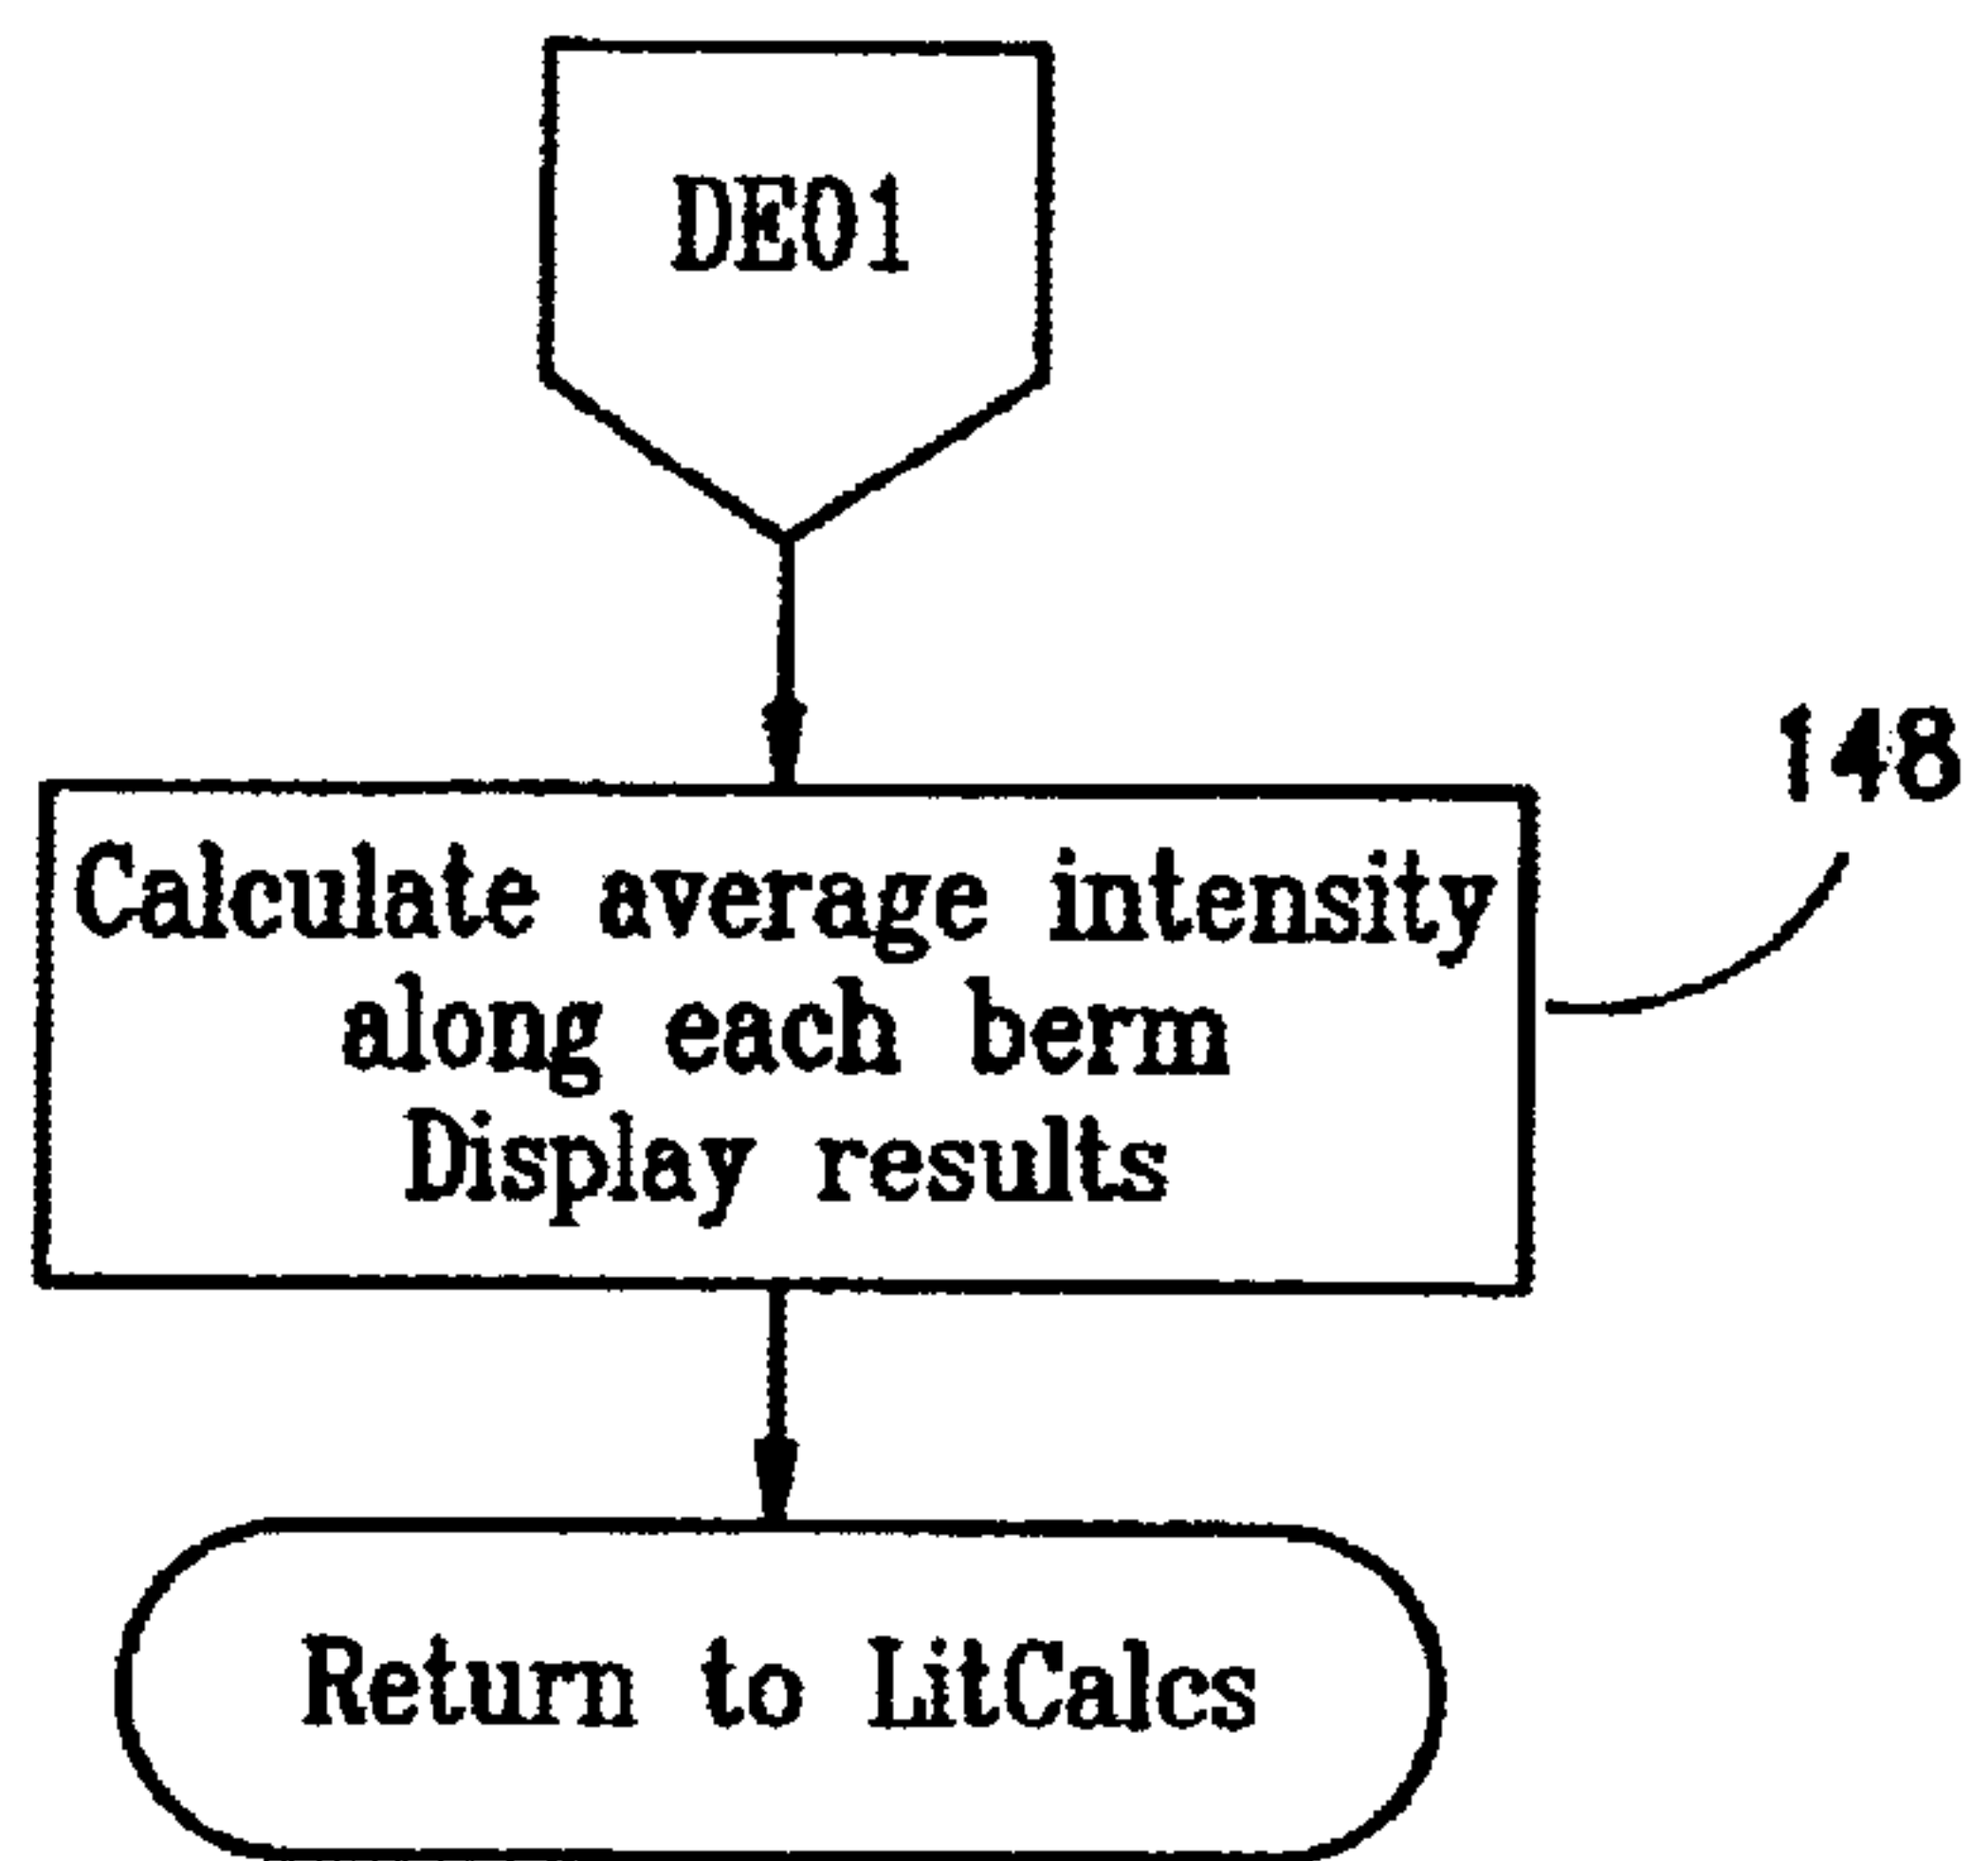 DE01
148
Calculate average intensity
along each berm
Display results
Return to LitCalcs